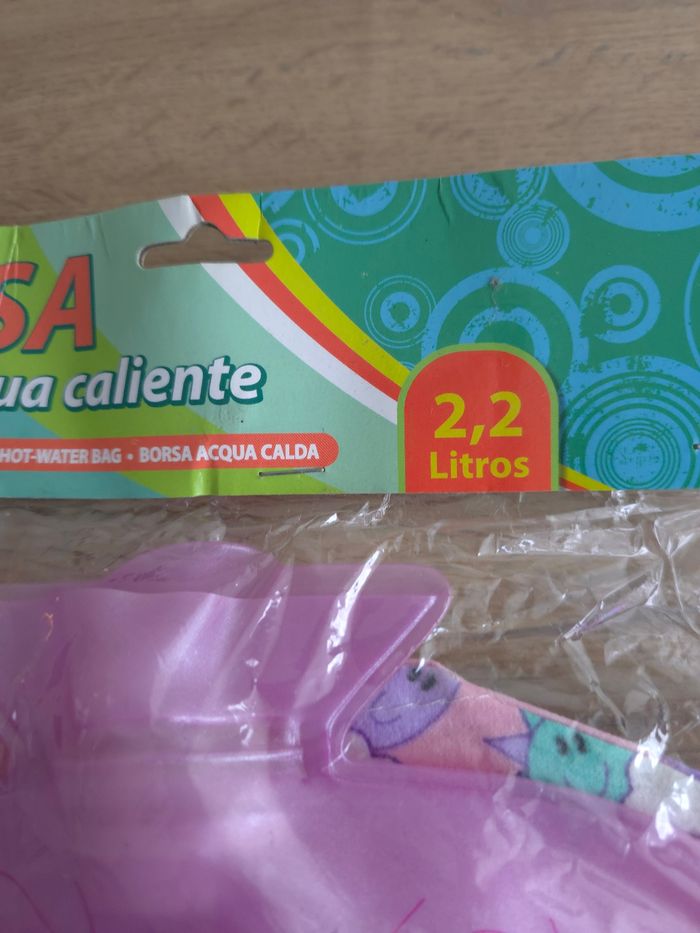 SA
ua caliente
HOT-WATER BAG • BORSA ACQUA CALDA
2,2
Litros